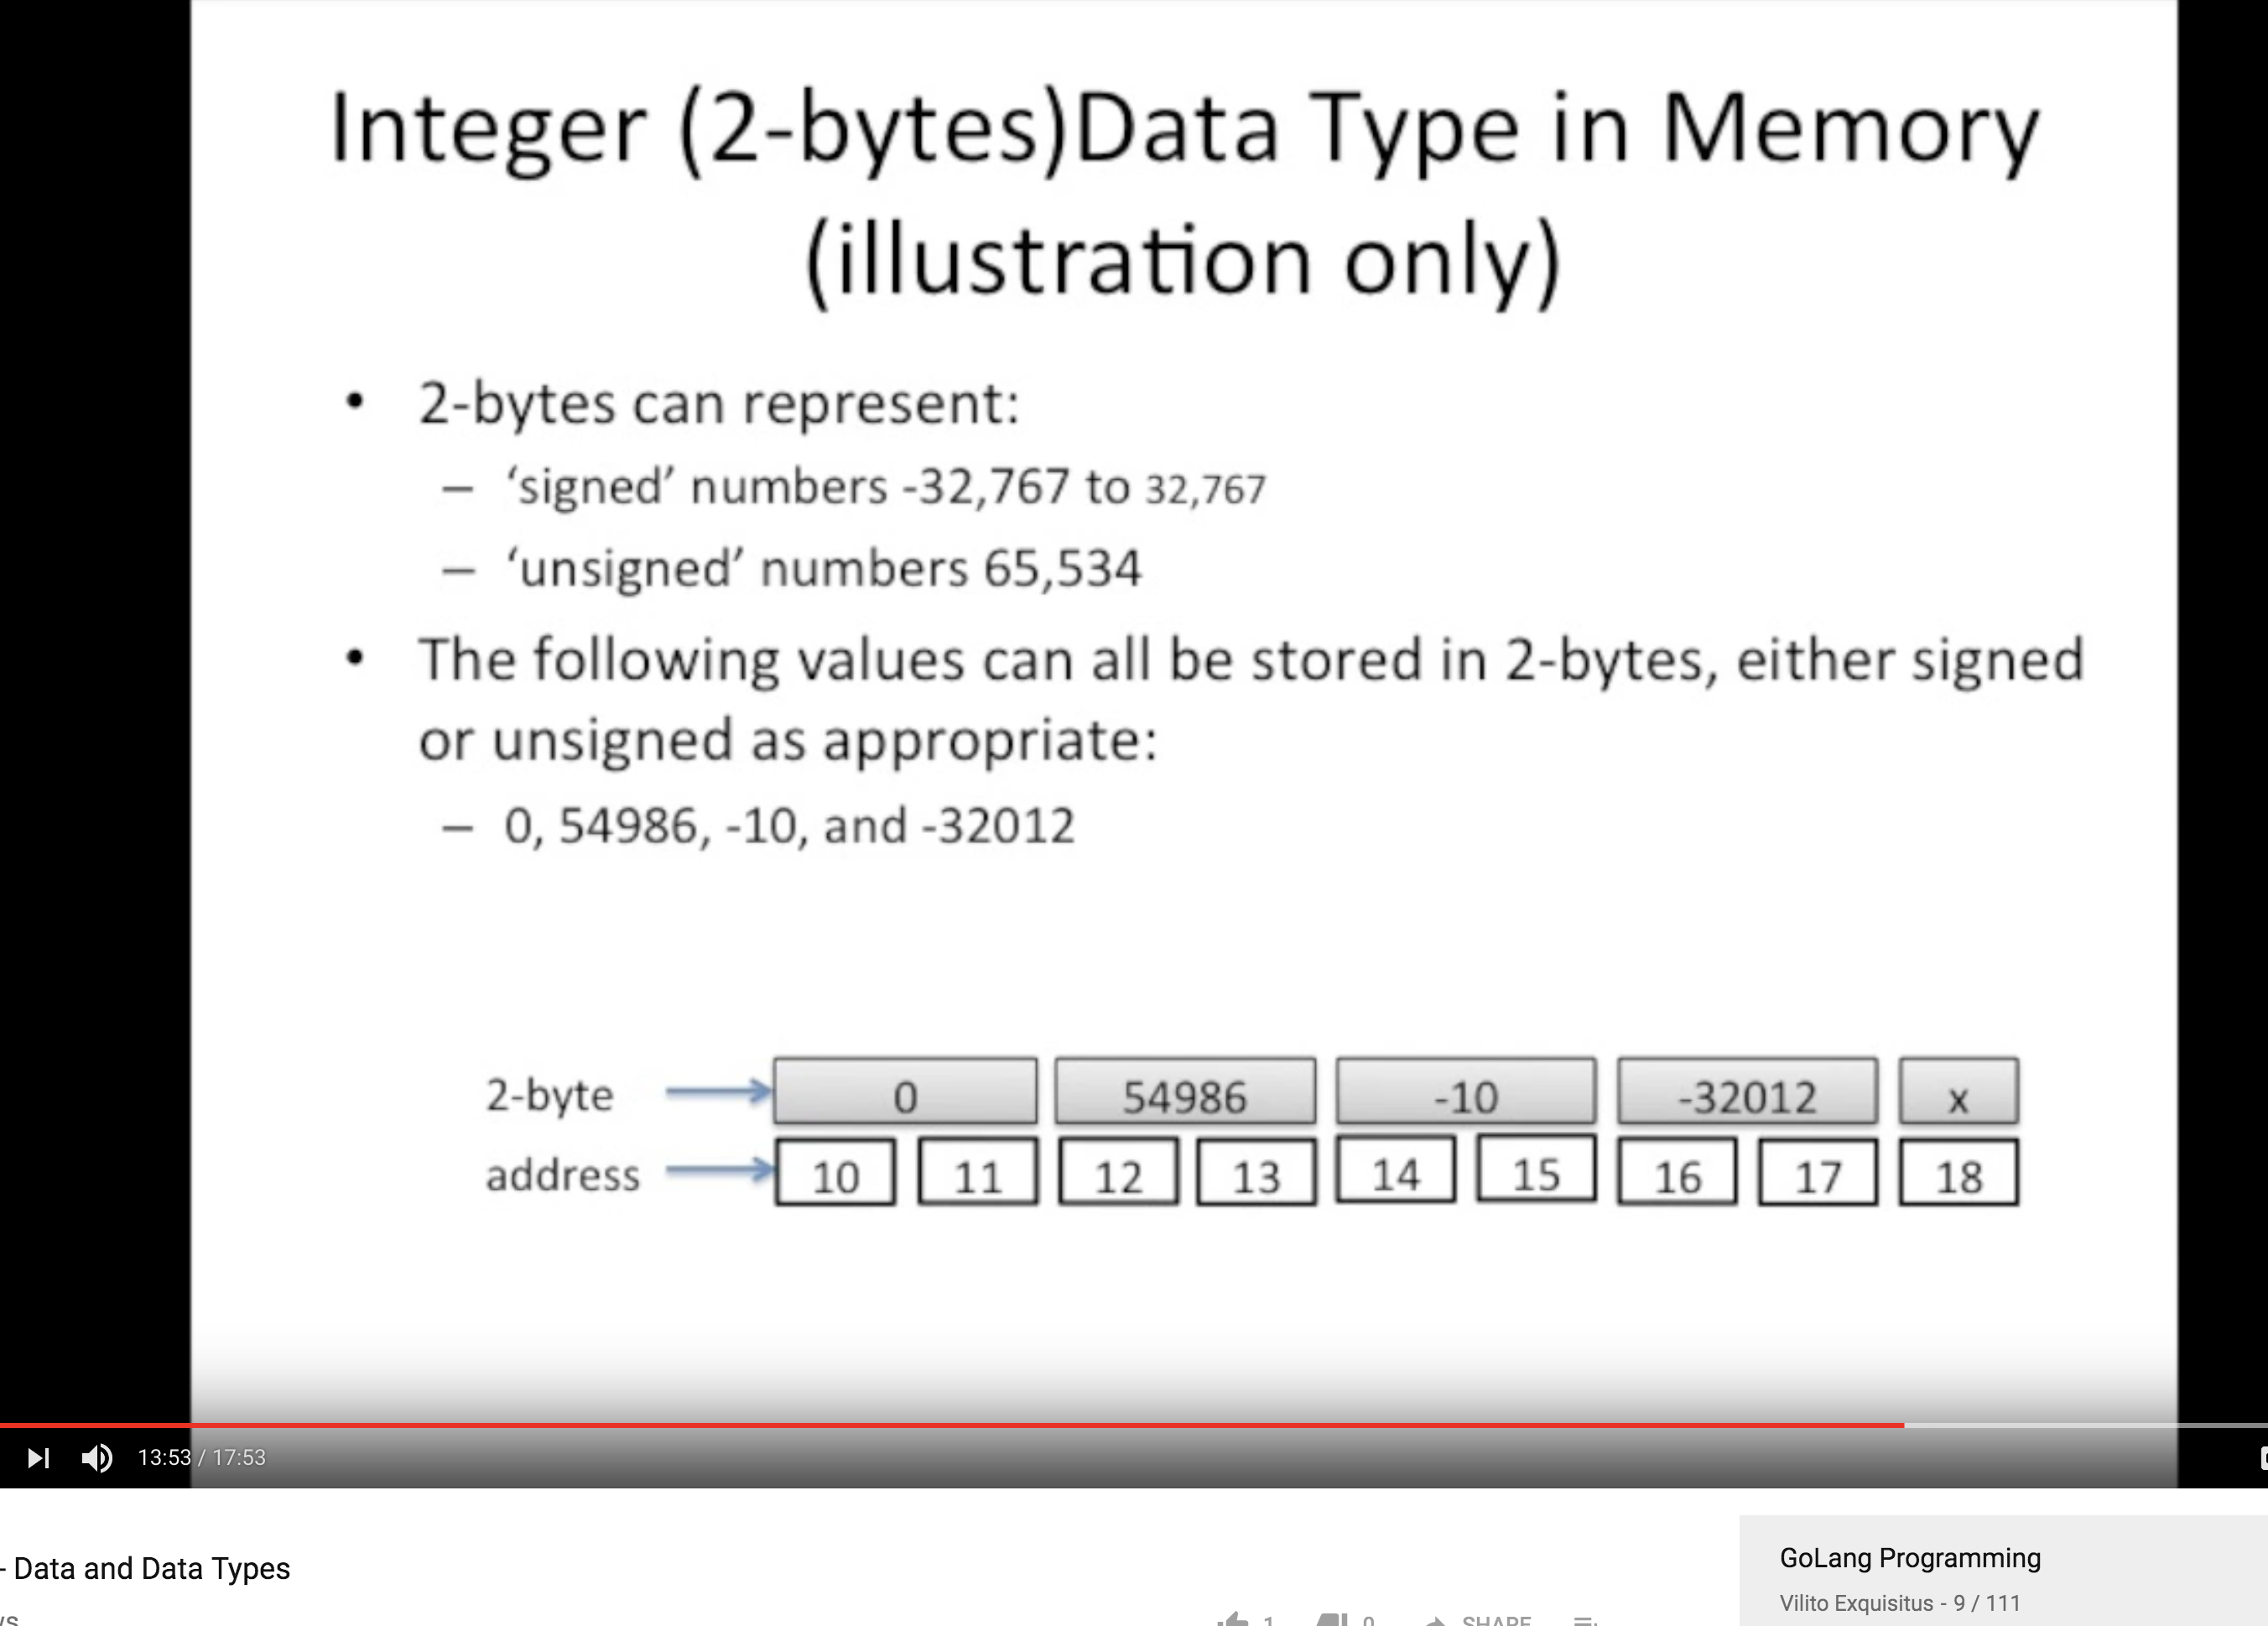 Integer (2-bytes)Data Type in Memory
(illustration only)
• 2-bytes can represent:
– ‘signed’ numbers -32,767 to 32,767
– ‘unsigned’ numbers 65,534
• The following values can all be stored in 2-bytes, either signed
or unsigned as appropriate:
– 0, 54986, -10, and -32012
2-byte 0 54986 -10 -32012 x
address 10 11 12 13 14 15 16 17 18
13:53 / 17:53
- Data and Data Types
GoLang Programming
Vilito Exquisitus - 9 / 111
1 0 SHARE